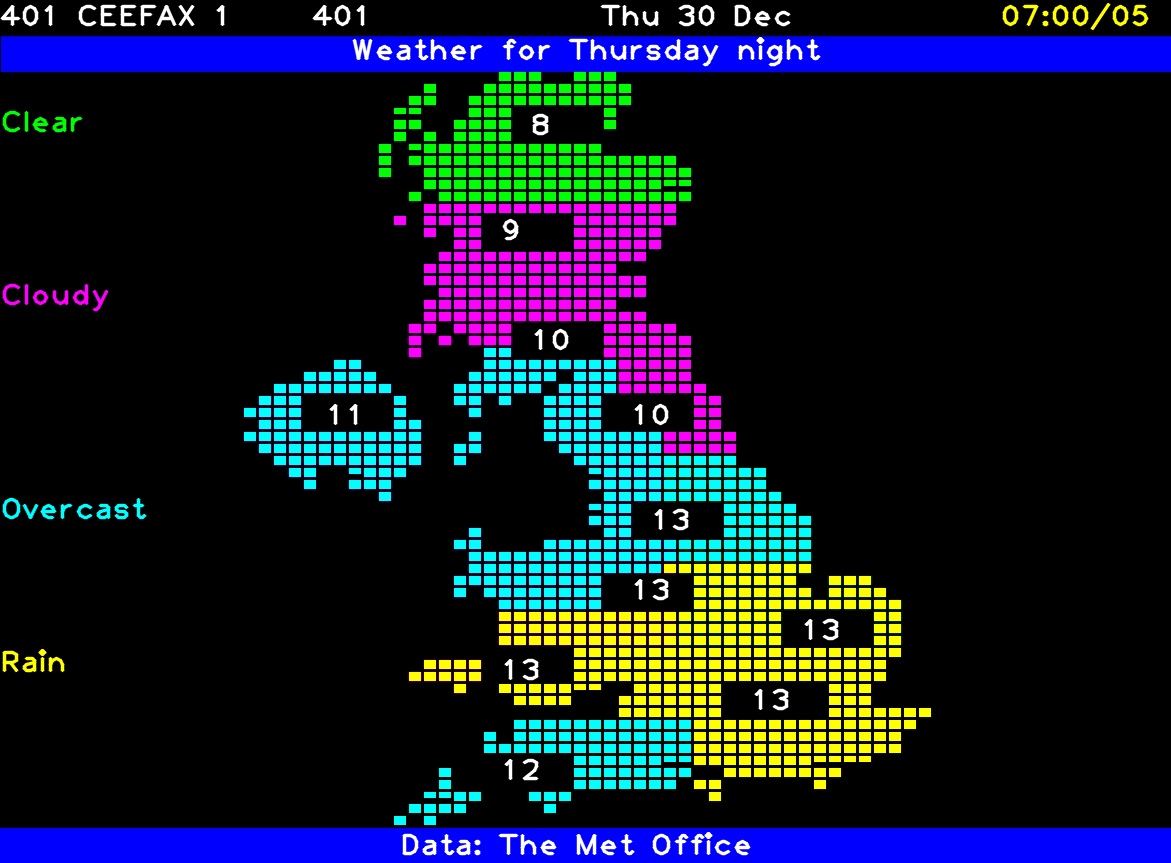 401 CEEFAX 1 401 Thu 30 Dec 07:00/05
Weather for Thursday night
Clear
8
9
Cloudy
10
11
10
Overcast
13
13
13
Rain
13
13
12
Data: The Met Office